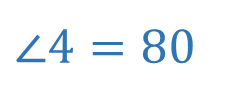 ∠4 = 80